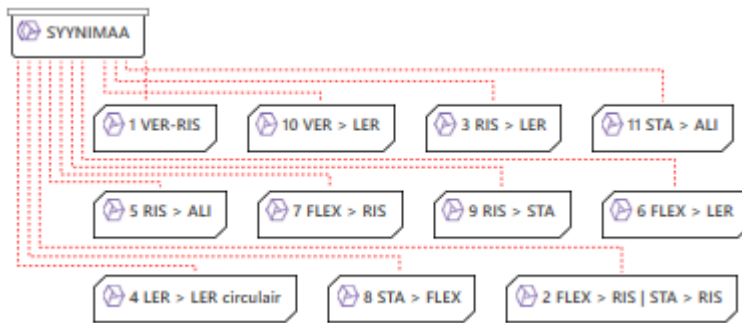 SYYNIMAA
1 VER-RIS
10 VER > LER
3 RIS > LER
11 STA > ALI
5 RIS > ALI
7 FLEX > RIS
9 RIS > STA
6 FLEX > LER
4 LER > LER circulair
8 STA > FLEX
2 FLEX > RIS | STA > RIS